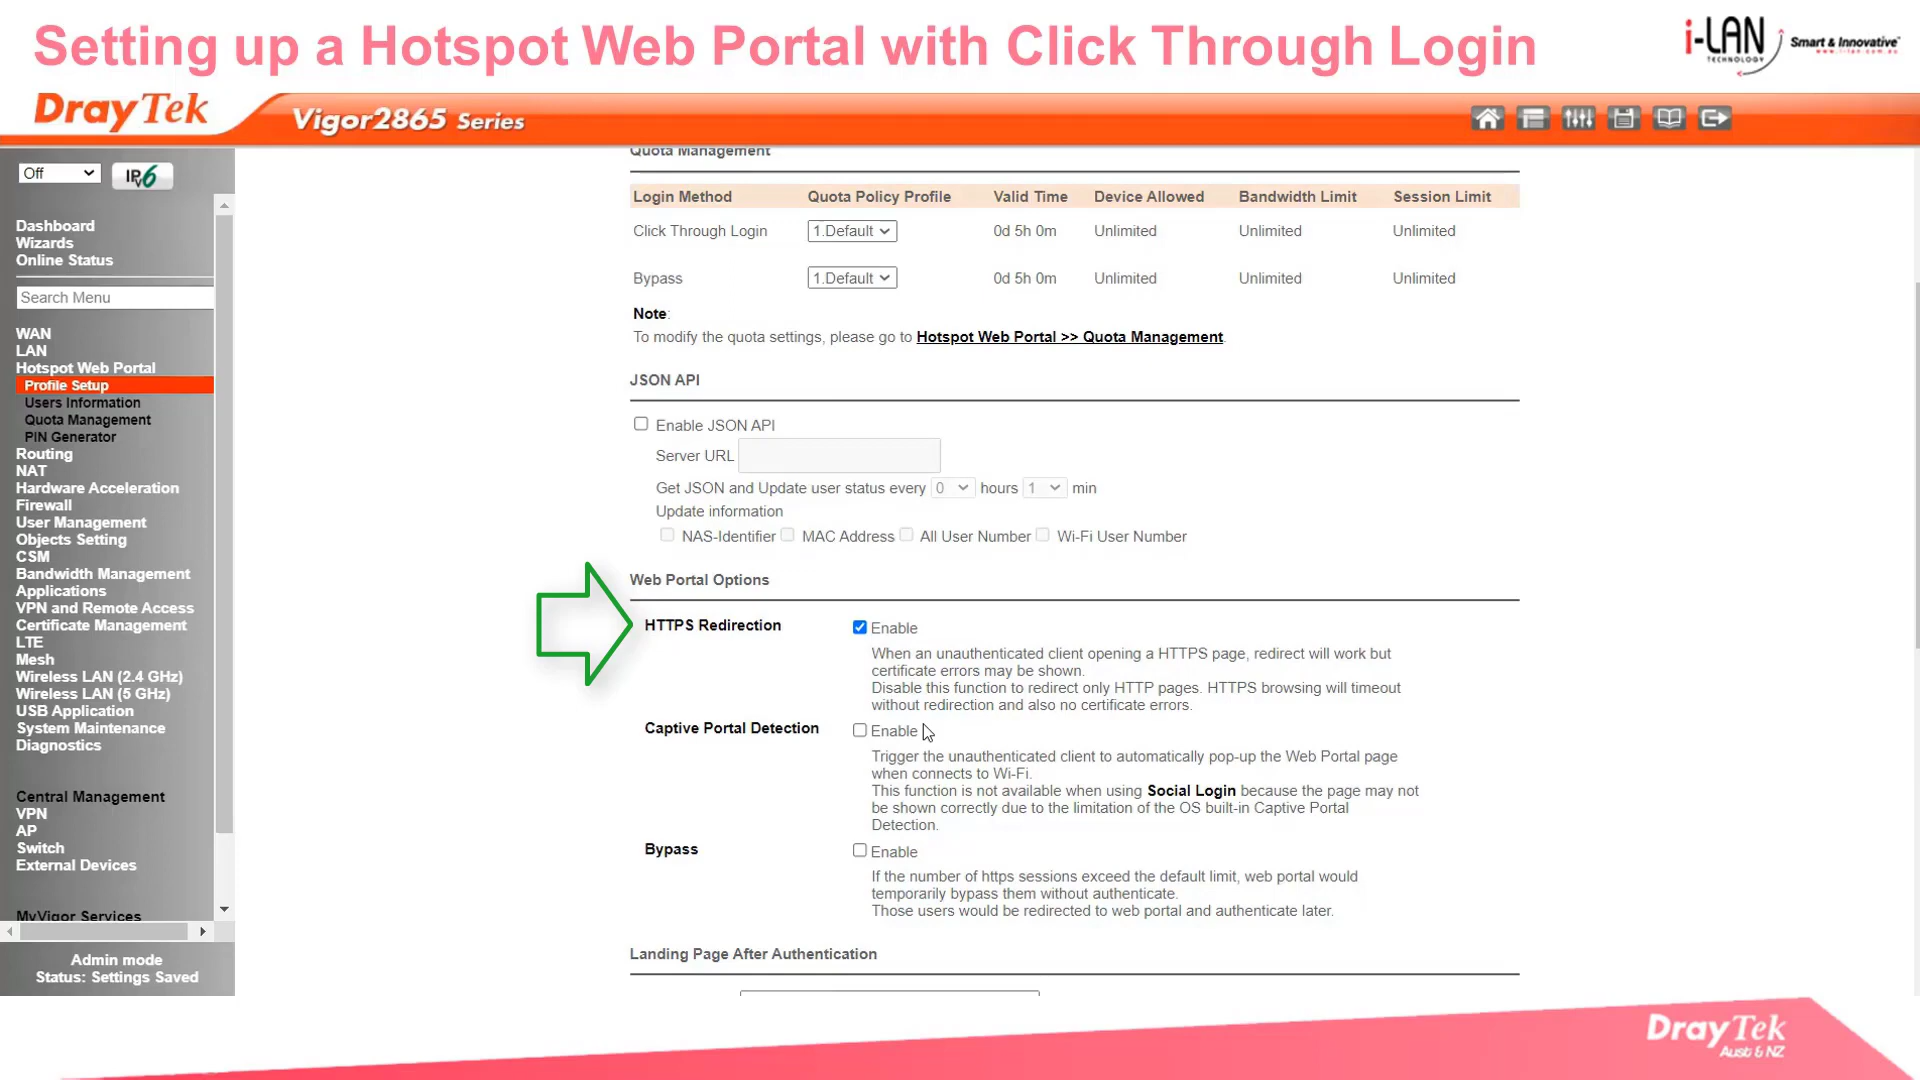 Setting up a Hotspot Web Portal with Click Through Login
i-LAN
TECHNOLOGY
Smart & Innovative
www.i-lan.com.au
DrayTek
Vigor2865 Series
Off
IPv6
Dashboard
Wizards
Online Status
Search Menu
WAN
LAN
Hotspot Web Portal
Profile Setup
Users Information
Quota Management
PIN Generator
Routing
NAT
Hardware Acceleration
Firewall
User Management
Objects Setting
CSM
Bandwidth Management
Applications
VPN and Remote Access
Certificate Management
LTE
Mesh
Wireless LAN (2.4 GHz)
Wireless LAN (5 GHz)
USB Application
System Maintenance
Diagnostics
Central Management
VPN
AP
Switch
External Devices
MyVigor Services
Admin mode
Status: Settings Saved
Quota Management
Login Method Quota Policy Profile Valid Time Device Allowed Bandwidth Limit Session Limit
Click Through Login 1.Default 0d 5h 0m Unlimited Unlimited Unlimited
Bypass 1.Default 0d 5h 0m Unlimited Unlimited Unlimited
Note:
To modify the quota settings, please go to Hotspot Web Portal >> Quota Management.
JSON API
Enable JSON API
Server URL
Get JSON and Update user status every 0 hours 1 min
Update information
NAS-Identifier MAC Address All User Number Wi-Fi User Number
Web Portal Options
HTTPS Redirection Enable
When an unauthenticated client opening a HTTPS page, redirect will work but
certificate errors may be shown.
Disable this function to redirect only HTTP pages. HTTPS browsing will timeout
without redirection and also no certificate errors.
Captive Portal Detection Enable
Trigger the unauthenticated client to automatically pop-up the Web Portal page
when connects to Wi-Fi.
This function is not available when using Social Login because the page may not
be shown correctly due to the limitation of the OS built-in Captive Portal
Detection.
Bypass Enable
If the number of https sessions exceed the default limit, web portal would
temporarily bypass them without authenticate.
Those users would be redirected to web portal and authenticate later.
Landing Page After Authentication
DrayTek
Aust & NZ